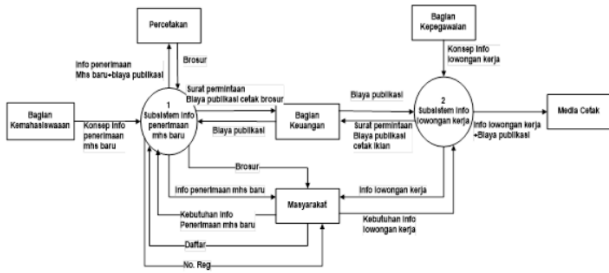 Percetakan
Bagian
Kepegawaian
Info penerimaan
Mhs baru+biaya publikasi
Brosur
Konsep info
lowongan kerja
Surat permintaan
Biaya publikasi cetak brosur
Biaya publikasi
1
Subsistem info
penerimaan
mhs baru
2
Subsistem info
lowongan kerja
Bagian
Kemahasiswaaan
Konsep info
penerimaan
mhs baru
Bagian
Keuangan
Media Cetak
Biaya publikasi
Surat permintaan
Biaya publikasi
cetak iklan
Info lowongan kerja
+Biaya publikasi
Brosur
Info penerimaan mhs baru
Info lowongan kerja
Masyarakat
Kebutuhan info
Penerimaan mhs baru
Kebutuhan info
lowongan kerja
Daftar
No. Reg